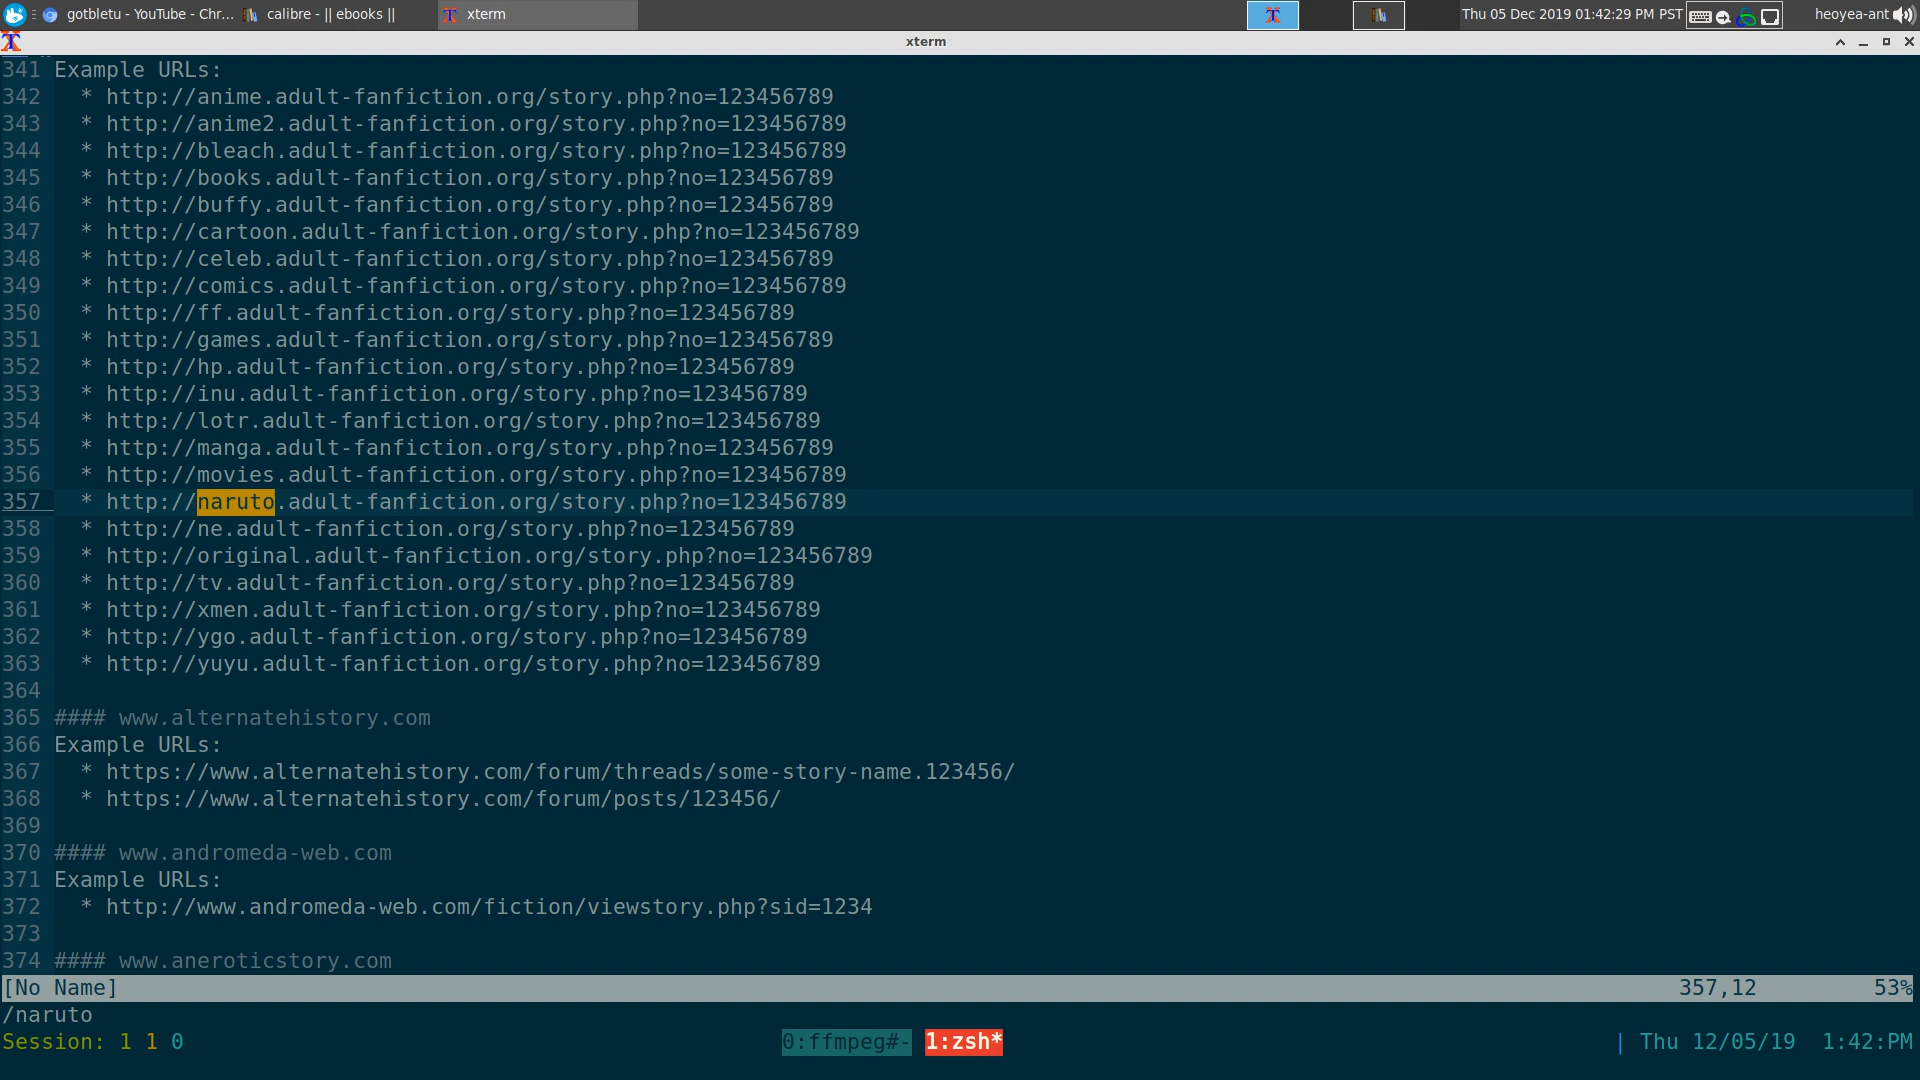 gotbletu - YouTube - Chr... calibre - || ebooks || xterm Thu 05 Dec 2019 01:42:29 PM PST heoyea-ant
xterm
341 Example URLs:
342   * http://anime.adult-fanfiction.org/story.php?no=123456789
343   * http://anime2.adult-fanfiction.org/story.php?no=123456789
344   * http://bleach.adult-fanfiction.org/story.php?no=123456789
345   * http://books.adult-fanfiction.org/story.php?no=123456789
346   * http://buffy.adult-fanfiction.org/story.php?no=123456789
347   * http://cartoon.adult-fanfiction.org/story.php?no=123456789
348   * http://celeb.adult-fanfiction.org/story.php?no=123456789
349   * http://comics.adult-fanfiction.org/story.php?no=123456789
350   * http://ff.adult-fanfiction.org/story.php?no=123456789
351   * http://games.adult-fanfiction.org/story.php?no=123456789
352   * http://hp.adult-fanfiction.org/story.php?no=123456789
353   * http://inu.adult-fanfiction.org/story.php?no=123456789
354   * http://lotr.adult-fanfiction.org/story.php?no=123456789
355   * http://manga.adult-fanfiction.org/story.php?no=123456789
356   * http://movies.adult-fanfiction.org/story.php?no=123456789
357   * http://naruto.adult-fanfiction.org/story.php?no=123456789
358   * http://ne.adult-fanfiction.org/story.php?no=123456789
359   * http://original.adult-fanfiction.org/story.php?no=123456789
360   * http://tv.adult-fanfiction.org/story.php?no=123456789
361   * http://xmen.adult-fanfiction.org/story.php?no=123456789
362   * http://ygo.adult-fanfiction.org/story.php?no=123456789
363   * http://yuyu.adult-fanfiction.org/story.php?no=123456789
364
365 #### www.alternatehistory.com
366 Example URLs:
367   * https://www.alternatehistory.com/forum/threads/some-story-name.123456/
368   * https://www.alternatehistory.com/forum/posts/123456/
369
370 #### www.andromeda-web.com
371 Example URLs:
372   * http://www.andromeda-web.com/fiction/viewstory.php?sid=1234
373
374 #### www.aneroticstory.com
[No Name] 357,12 53%
/naruto
Session: 1 1 0 0:ffmpeg#- 1:zsh* | Thu 12/05/19 1:42:PM